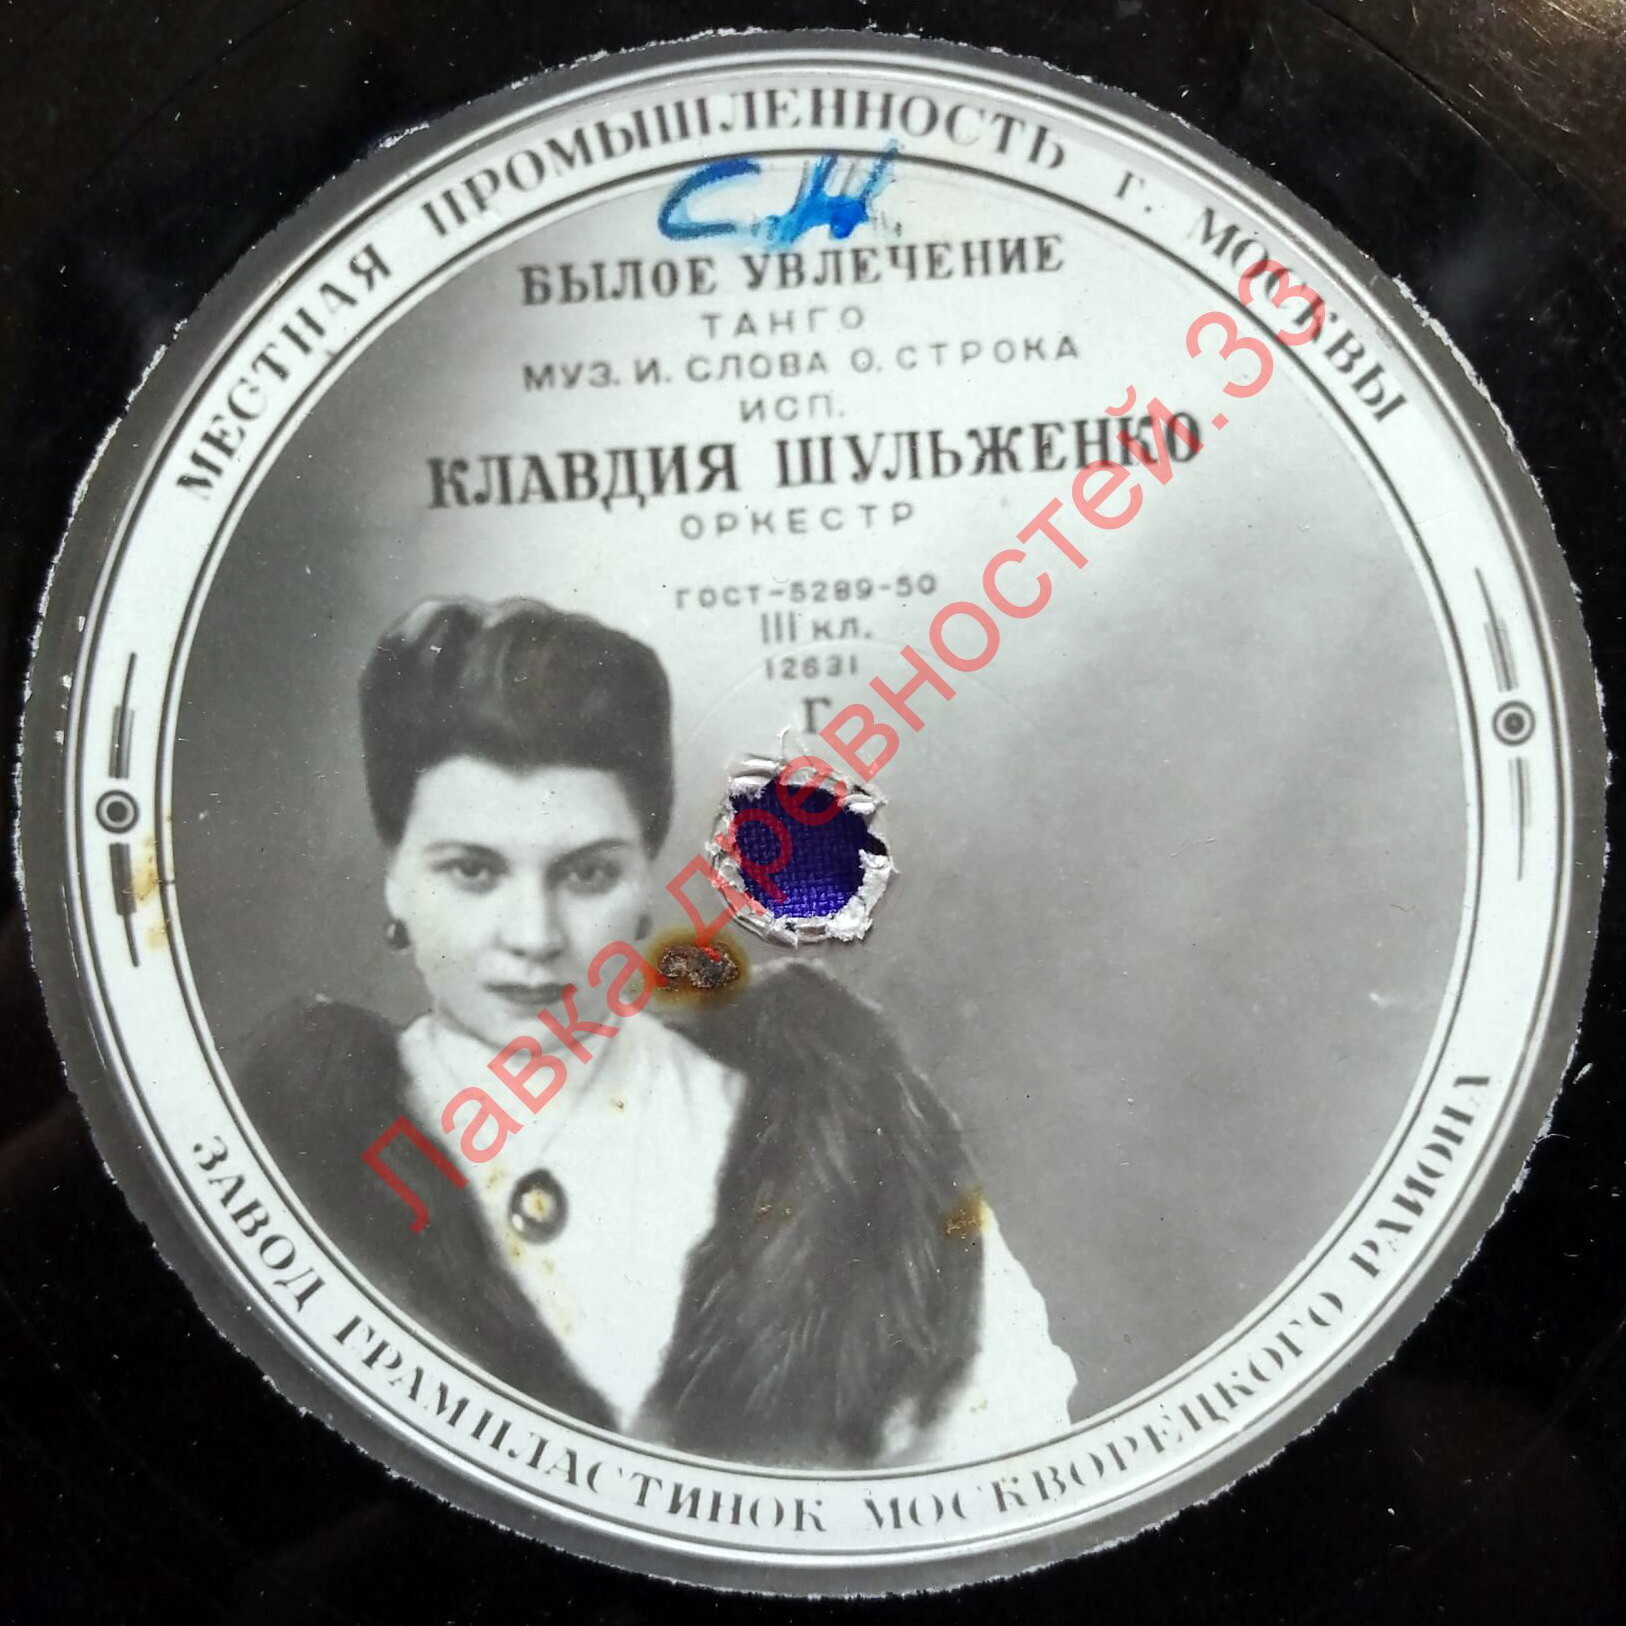 МЕСТНАЯ ПРОМЫШЛЕННОСТЬ Г. МОСКВЫ
БЫЛОЕ УВЛЕЧЕНИЕ
ТАНГО
МУЗ. И. СЛОВА О. СТРОКА
ИСП.
КЛАВДИЯ ШУЛЬЖЕНКО
ОРКЕСТР
ГОСТ-5289-50
III КЛ.
12631
Г
ЗАВОД ГРАМПЛАСТИНОК МОСКВОРЕЦКОГО РАЙОНА
Лавка древностей.33